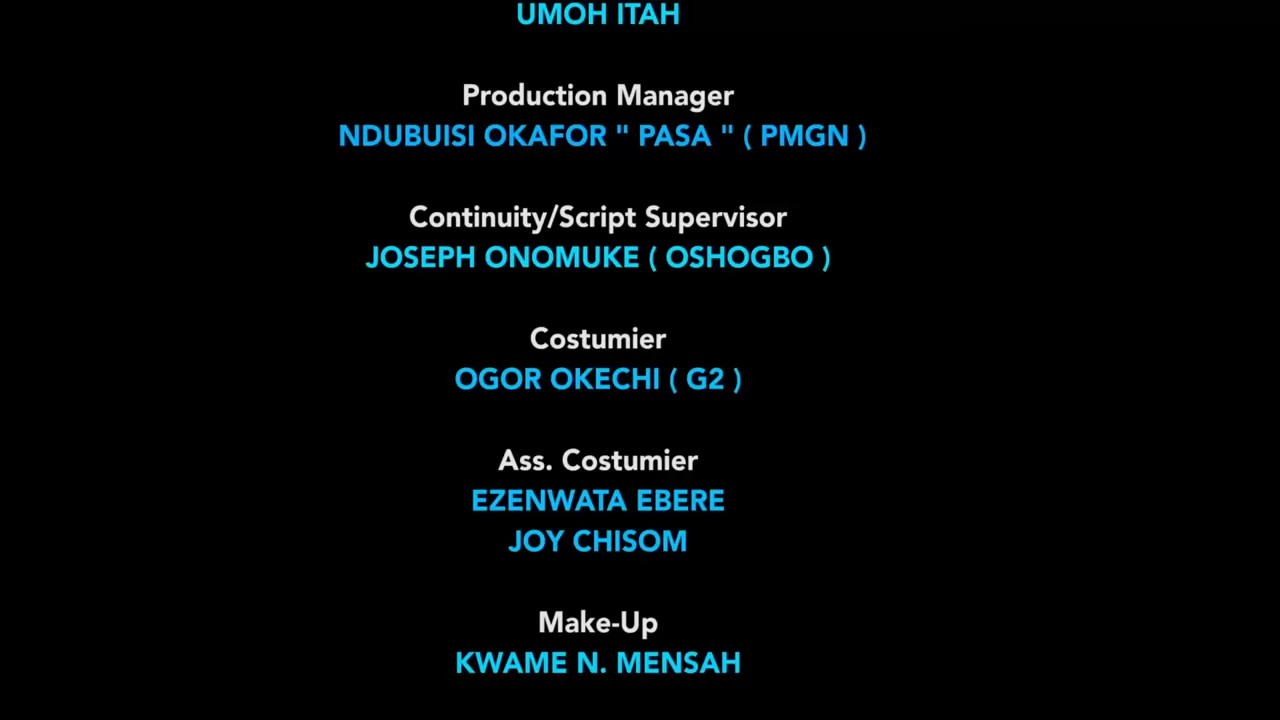 UMOH ITAH
Production Manager
NDUBUISI OKAFOR " PASA " ( PMGN )
Continuity/Script Supervisor
JOSEPH ONOMUKE ( OSHOGBO )
Costumier
OGOR OKECHI ( G2 )
Ass. Costumier
EZENWATA EBERE
JOY CHISOM
Make-Up
KWAME N. MENSAH